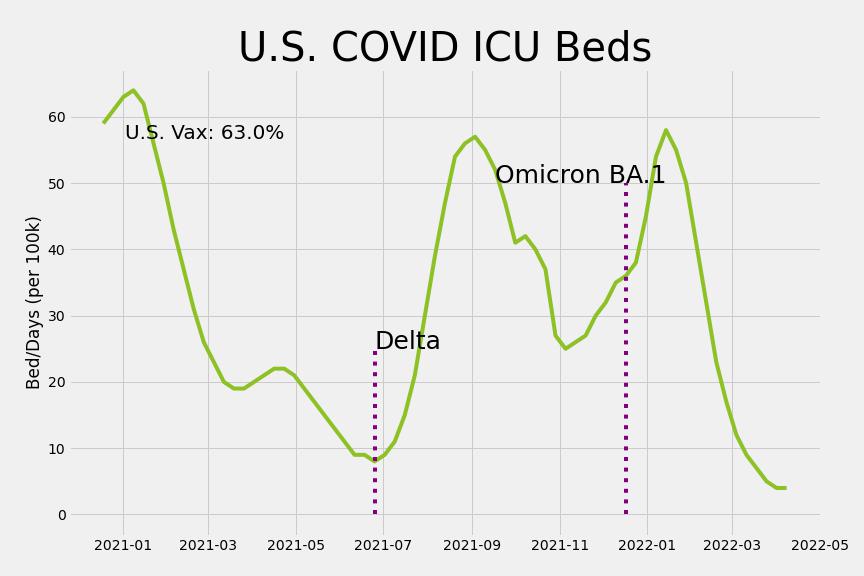 U.S. COVID ICU Beds
60
U.S. Vax: 63.0%
50
Omicron BA.1
40
30
Delta
20
10
0
Bed/Days (per 100k)
2021-01 2021-03 2021-05 2021-07 2021-09 2021-11 2022-01 2022-03 2022-05